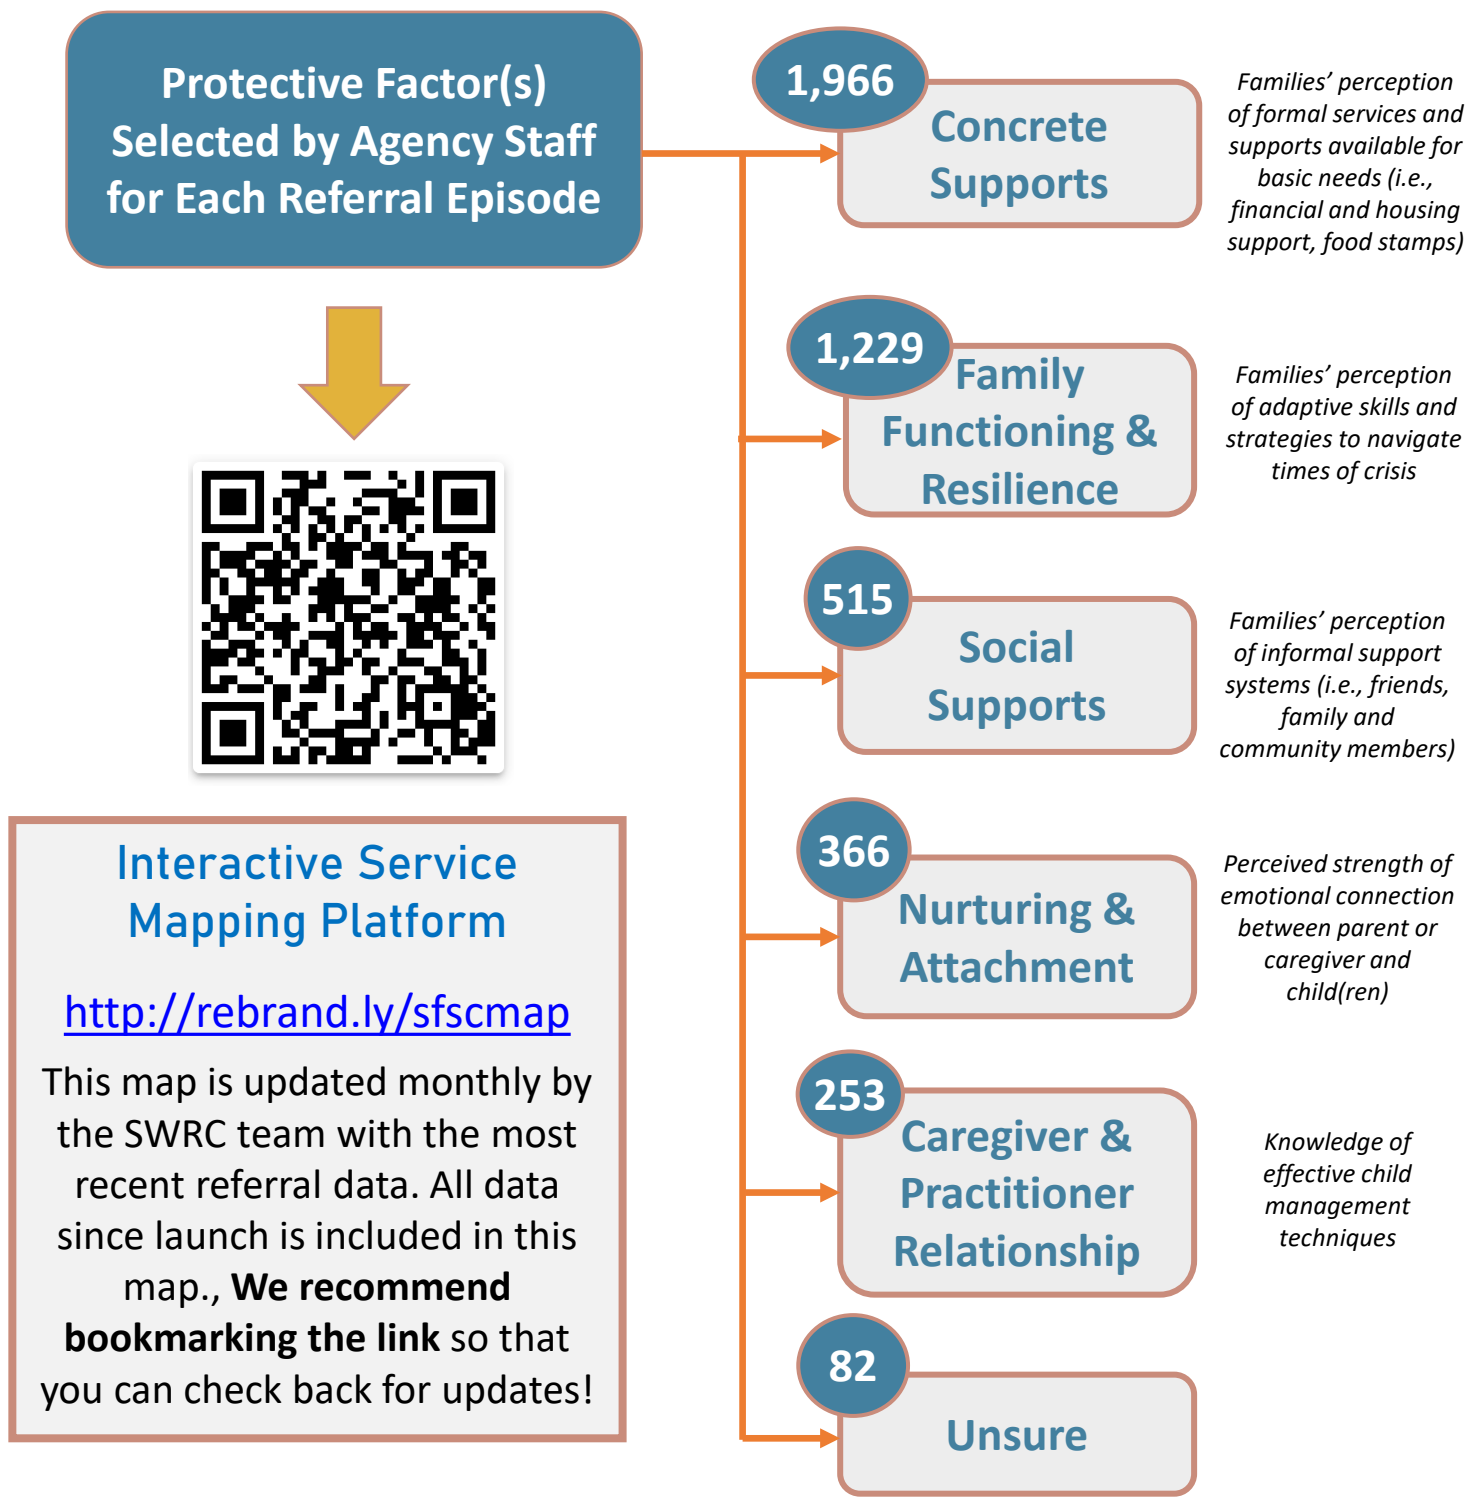 Protective Factor(s)
Selected by Agency Staff
for Each Referral Episode
Interactive Service
Mapping Platform
http://rebrand.ly/sfscmap
This map is updated monthly by
the SWRC team with the most
recent referral data. All data
since launch is included in this
map., We recommend
bookmarking the link so that
you can check back for updates!
1,966
Concrete
Supports
Families’ perception
of formal services and
supports available for
basic needs (i.e.,
financial and housing
support, food stamps)
1,229
Family
Functioning &
Resilience
Families’ perception
of adaptive skills and
strategies to navigate
times of crisis
515
Social
Supports
Families’ perception
of informal support
systems (i.e., friends,
family and
community members)
366
Nurturing &
Attachment
Perceived strength of
emotional connection
between parent or
caregiver and
child(ren)
253
Caregiver &
Practitioner
Relationship
Knowledge of
effective child
management
techniques
82
Unsure